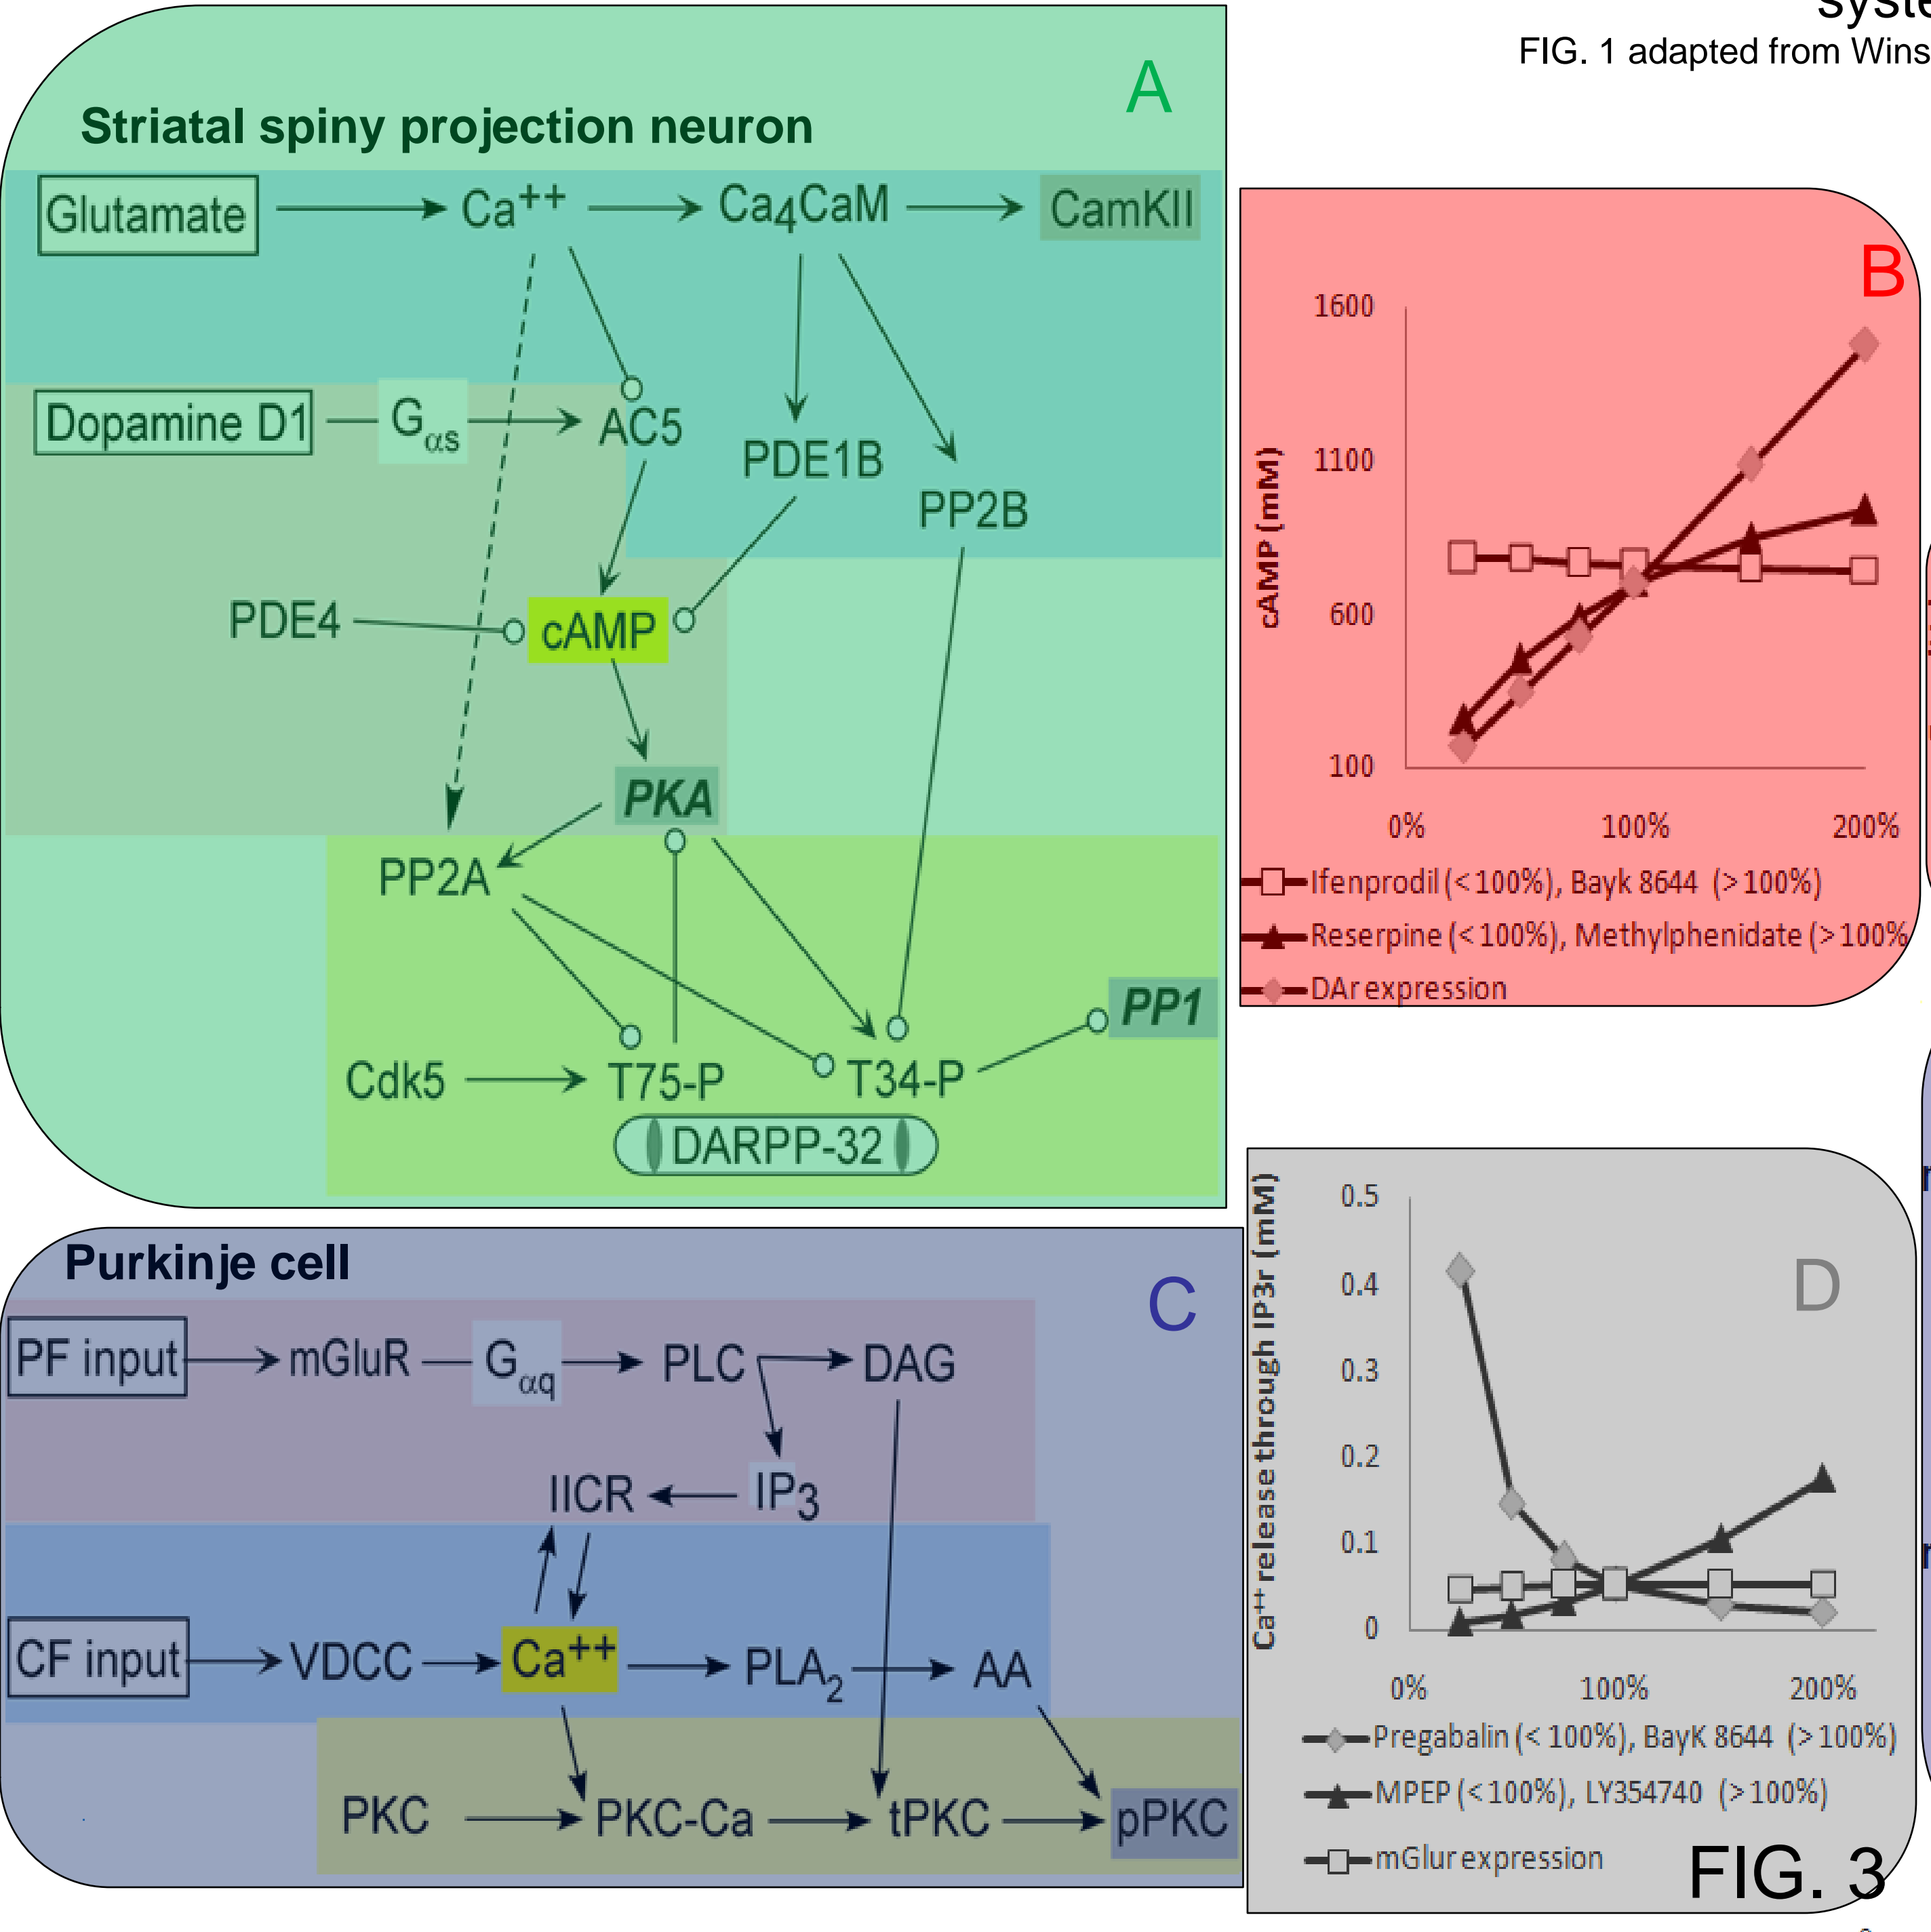 syste
FIG. 1 adapted from Wins
A
Striatal spiny projection neuron
Glutamate Ca++ Ca4CaM CamKII
Dopamine D1 Gαs AC5
PDE1B
PP2B
PDE4 cAMP
PKA
PP2A
PP1
Cdk5 T75-P T34-P
DARPP-32
B
cAMP (mM)
1600
1100
600
100
0% 100% 200%
Ifenprodil (<100%), Bayk 8644 (>100%)
Reserpine (<100%), Methylphenidate (>100%
DAr expression
Purkinje cell
C
PF input mGluR Gαq PLC DAG
IICR IP3
CF input VDCC Ca++ PLA2 AA
PKC PKC-Ca tPKC pPKC
D
Ca++ release through IP3r (mM)
0.5
0.4
0.3
0.2
0.1
0
0% 100% 200%
Pregabalin (<100%), BayK 8644 (>100%)
MPEP (<100%), LY354740 (>100%)
mGlur expression
FIG. 3